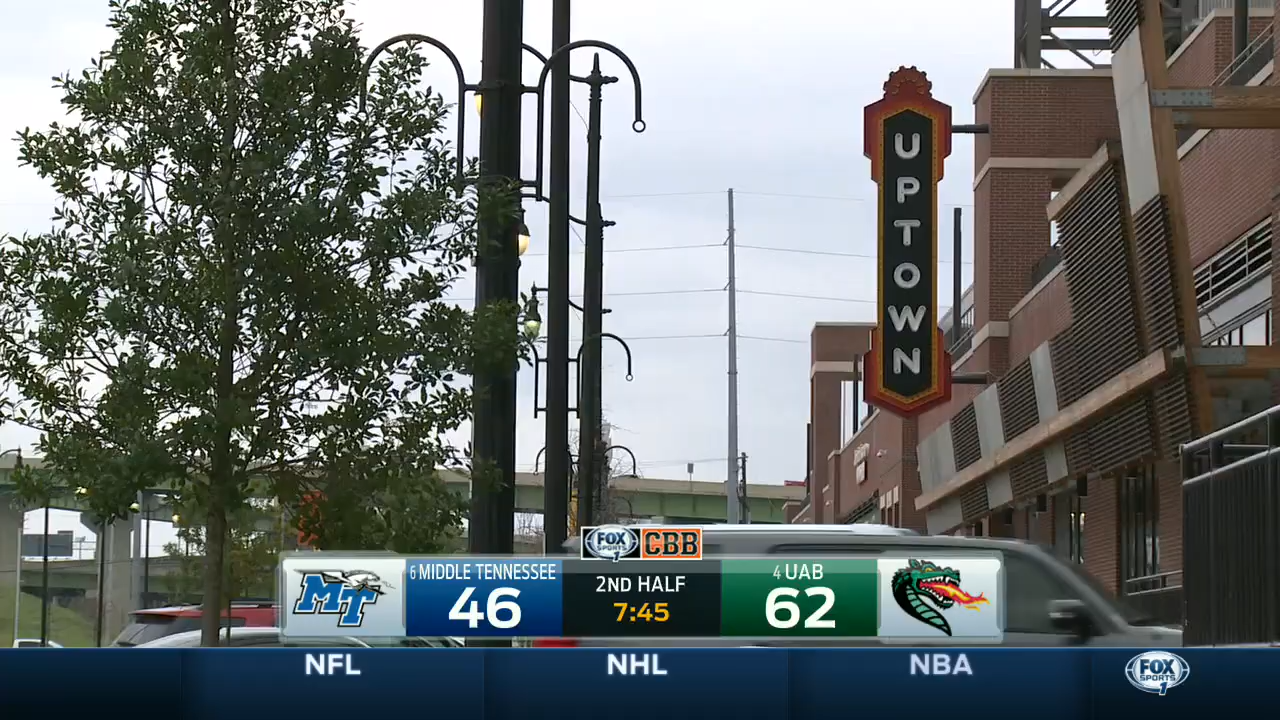 UPTOWN
FOX
SPORTS
1
CBB
MT
6 MIDDLE TENNESSEE
46
2ND HALF
7:45
4 UAB
62
NFL
NHL
NBA
FOX
SPORTS
1